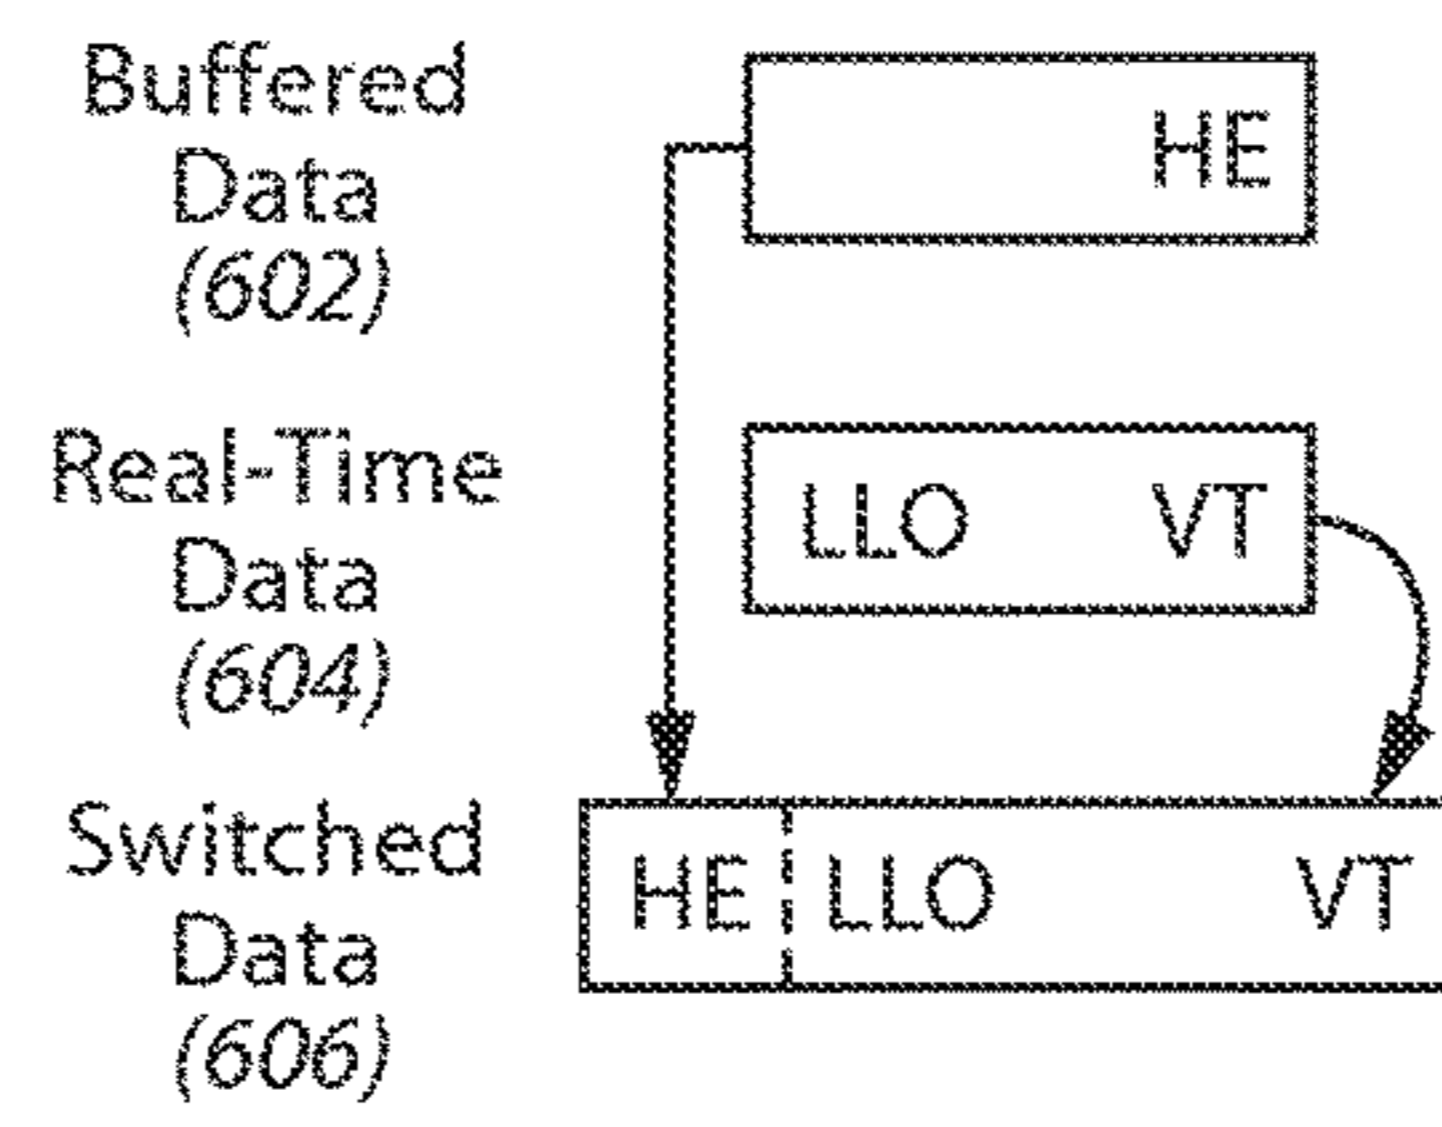 Buffered
Data
(602)
HE
Real-Time
Data
(604)
LLO VT
Switched
Data
(606)
HE LLO VT